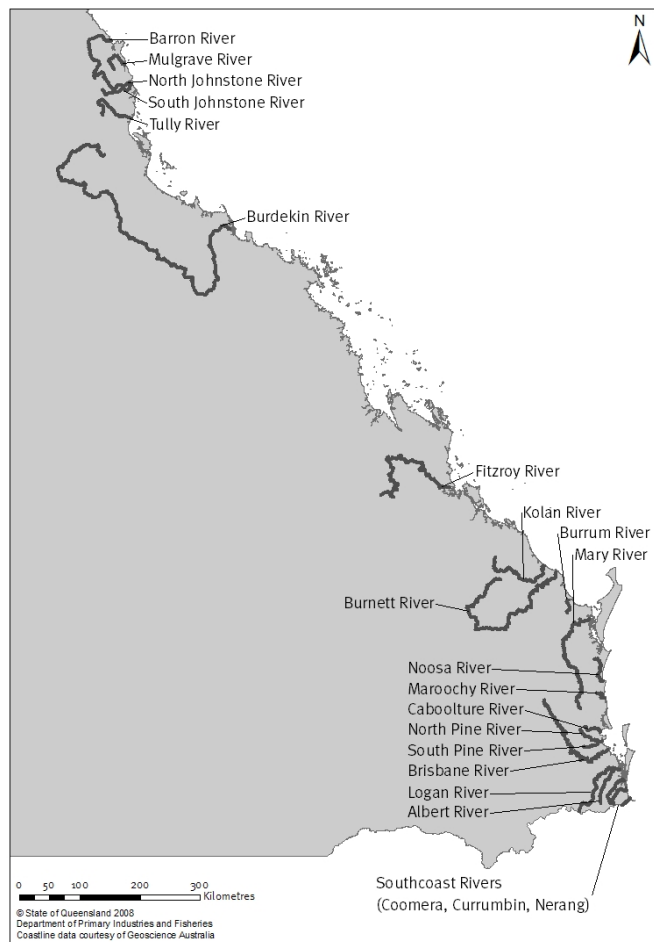 N
Barron River
Mulgrave River
North Johnstone River
South Johnstone River
Tully River
Burdekin River
Fitzroy River
Kolan River
Burrum River
Mary River
Burnett River
Noosa River
Maroochy River
Caboolture River
North Pine River
South Pine River
Brisbane River
Logan River
Albert River
Southcoast Rivers
(Coomera, Currumbin, Nerang)
0 50 100 200 300
Kilometres
© State of Queensland 2008
Department of Primary Industries and Fisheries
Coastline data courtesy of Geoscience Australia